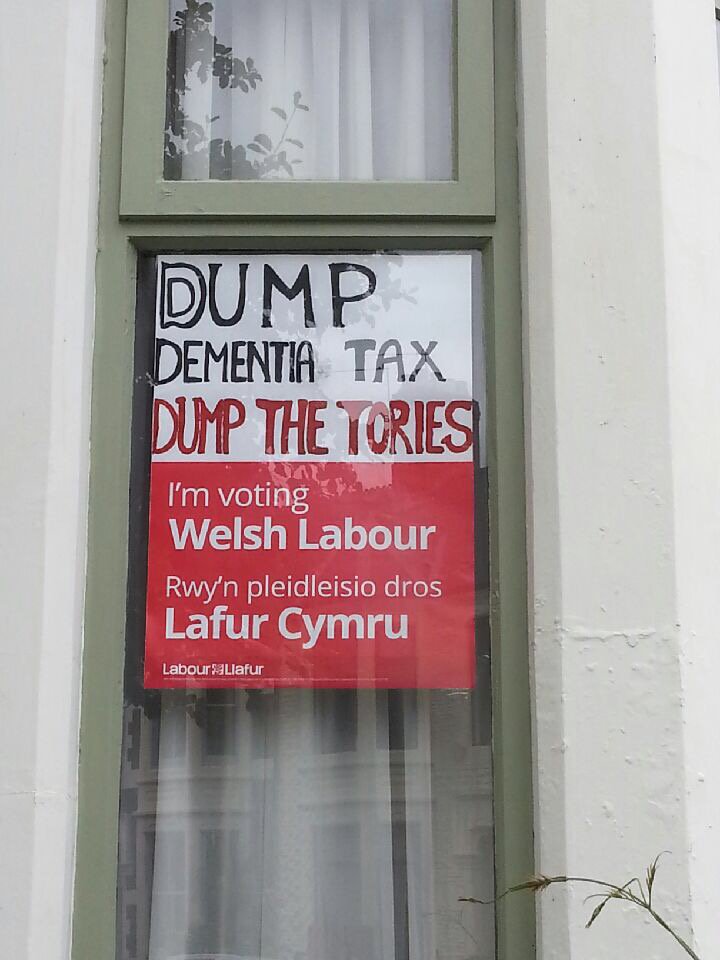 DUMP
DEMENTIA TAX
DUMP THE TORIES
I'm voting
Welsh Labour
Rwy'n pleidleisio dros
Lafur Cymru
Labour Llafur